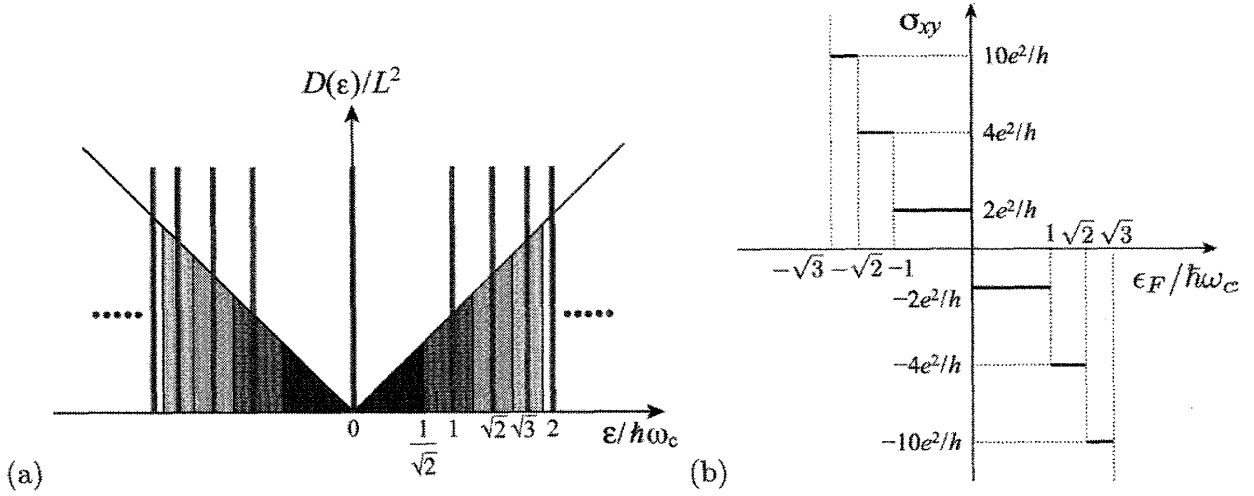 D(ε)/L²
0
1/√2
1
√2
√3
2
ε/ħω_c
(a)
σ_xy
10e²/h
4e²/h
2e²/h
1 √2 √3
−√3 −√2 −1
ϵ_F/ħω_c
−2e²/h
−4e²/h
−10e²/h
(b)